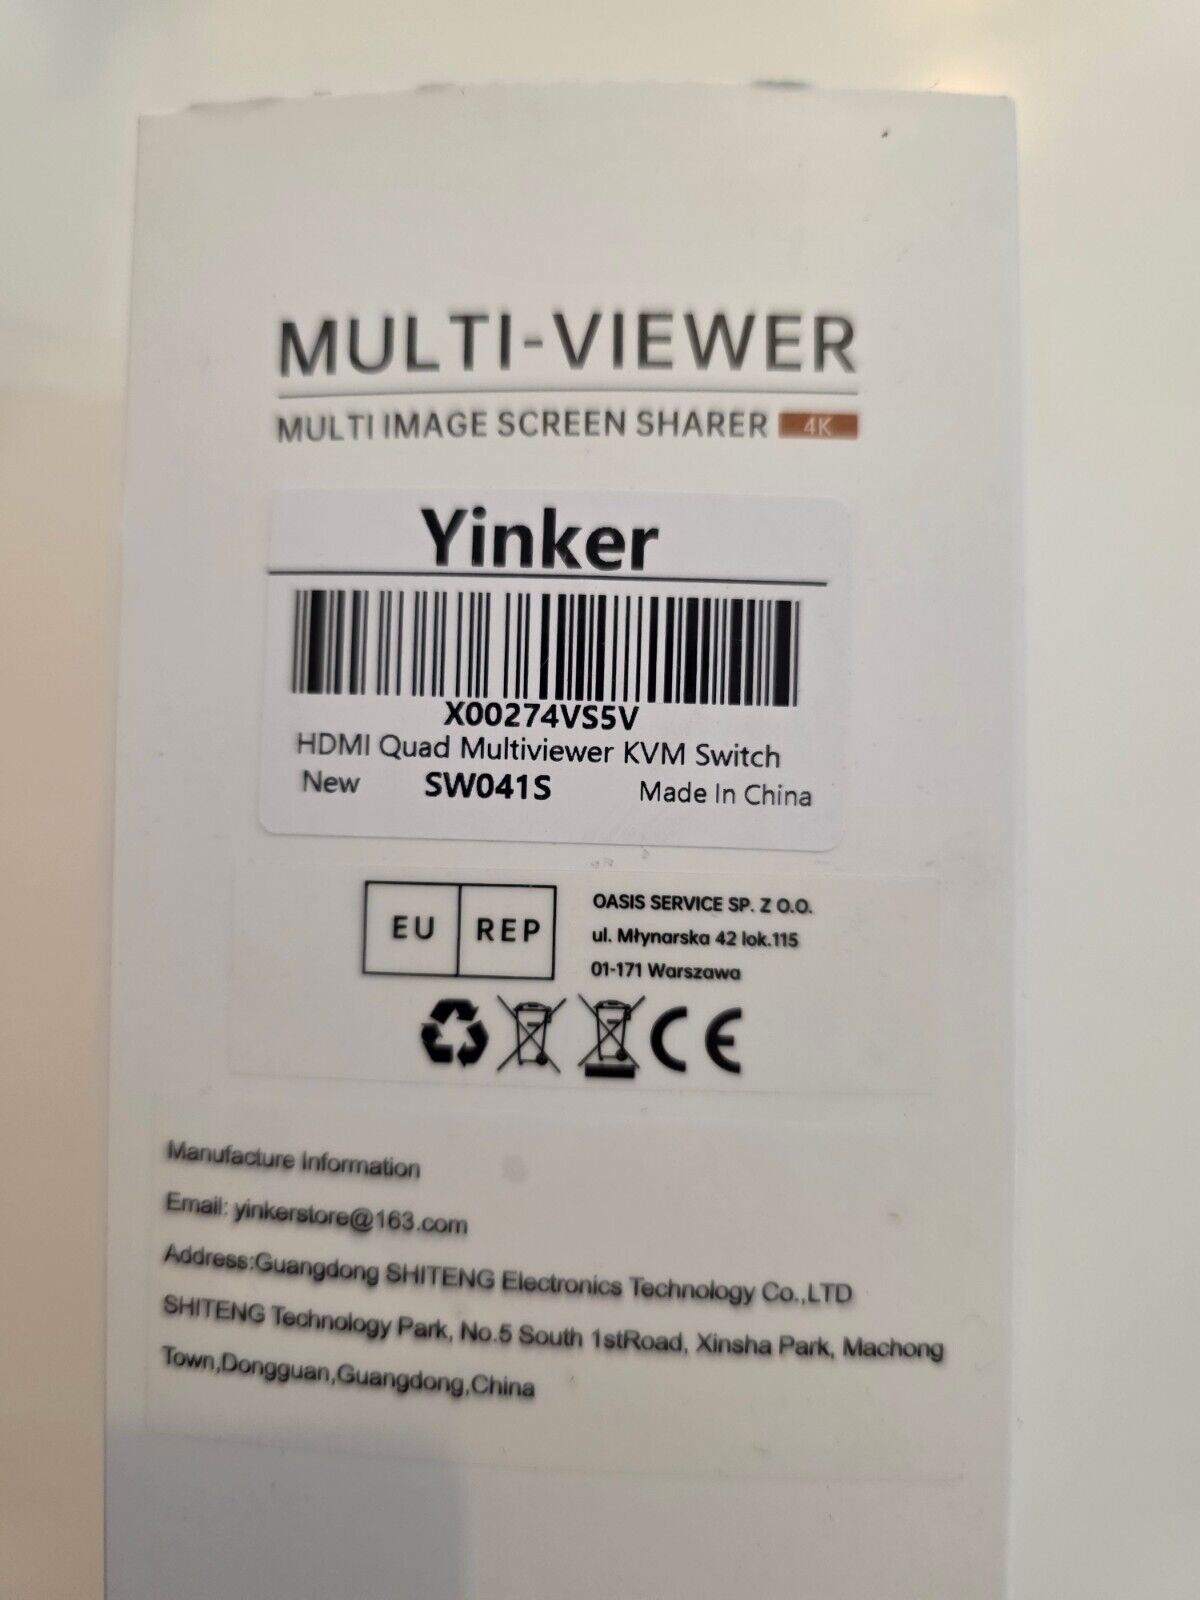 MULTI-VIEWER
MULTI IMAGE SCREEN SHARER 4K
Yinker
X00274VS5V
HDMI Quad Multiviewer KVM Switch
New SW041S Made In China
EU REP
OASIS SERVICE SP. Z O.O.
ul. Młynarska 42 lok.115
01-171 Warszawa
CE
Manufacture Information
Email: yinkerstore@163.com
Address:Guangdong SHITENG Electronics Technology Co.,LTD
SHITENG Technology Park, No.5 South 1stRoad, Xinsha Park, Machong
Town,Dongguan,Guangdong,China